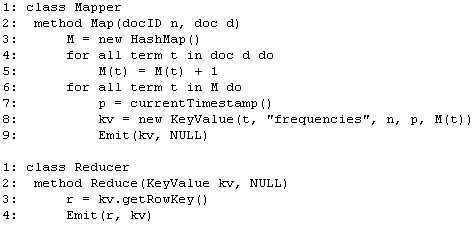 1: class Mapper
2:  method Map(docID n, doc d)
3:      M = new HashMap()
4:      for all term t in doc d do
5:          M(t) = M(t) + 1
6:      for all term t in M do
7:          p = currentTimestamp()
8:          kv = new KeyValue(t, "frequencies", n, p, M(t))
9:          Emit(kv, NULL)
1: class Reducer
2:  method Reduce(KeyValue kv, NULL)
3:      r = kv.getRowKey()
4:      Emit(r, kv)